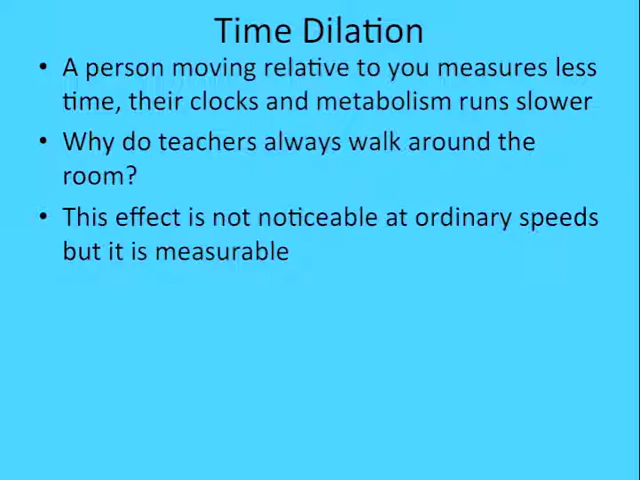 Time Dilation
• A person moving relative to you measures less
time, their clocks and metabolism runs slower
• Why do teachers always walk around the
room?
• This effect is not noticeable at ordinary speeds
but it is measurable